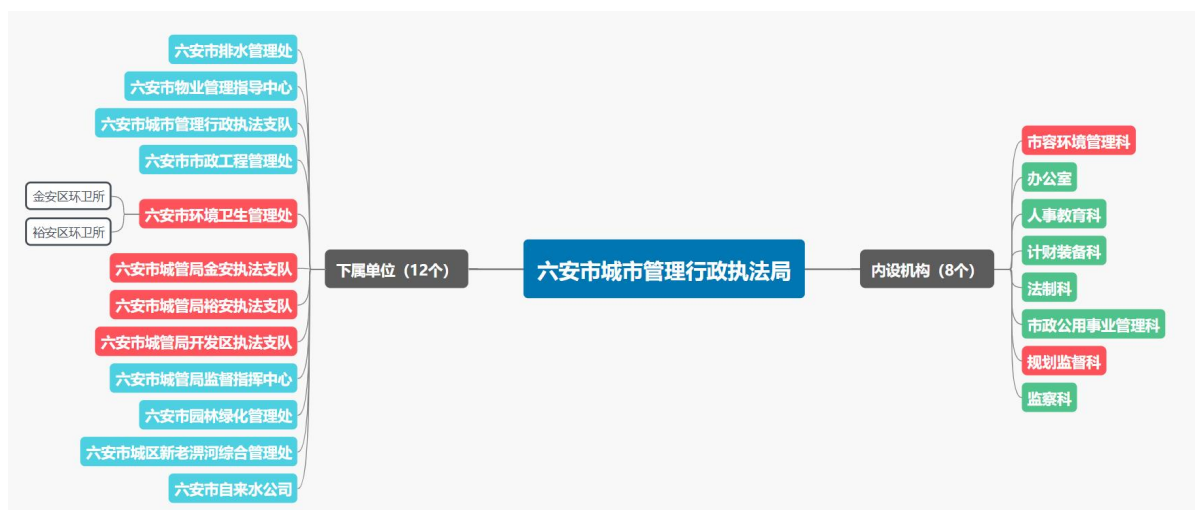 六安市排水管理处
六安市物业管理指导中心
六安市城市管理行政执法支队
六安市市政工程管理处
金安区环卫所
裕安区环卫所
六安市环境卫生管理处
六安市城管局金安执法支队
六安市城管局裕安执法支队
六安市城管局开发区执法支队
六安市城管局监督指挥中心
六安市园林绿化管理处
六安市城区新老淠河综合管理处
六安市自来水公司
下属单位（12个）
六安市城市管理行政执法局
内设机构（8个）
市容环境管理科
办公室
人事教育科
计财装备科
法制科
市政公用事业管理科
规划监督科
监察科